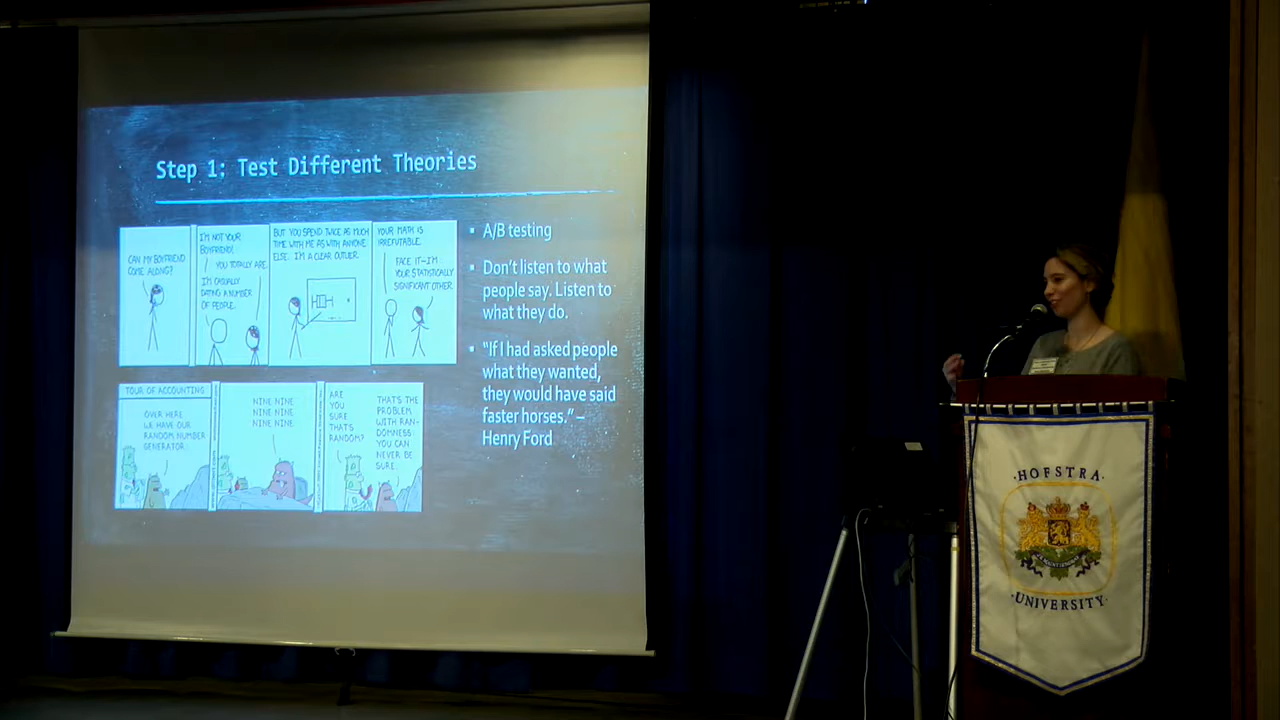 Step 1: Test Different Theories
CAN MY BOYFRIEND
COME ALONG?
I'M NOT YOUR
BOYFRIEND!
YOU TOTALLY ARE.
I'M CASUALLY
DATING A NUMBER
OF PEOPLE.
BUT YOU SPEND TWICE AS MUCH
TIME WITH ME AS WITH ANYONE
ELSE. I'M A CLEAR OUTLIER.
YOUR MATH IS
IRREFUTABLE.
FACE IT—I'M
YOUR STATISTICALLY
SIGNIFICANT OTHER.
TOUR OF ACCOUNTING
OVER HERE
WE HAVE OUR
RANDOM NUMBER
GENERATOR.
NINE NINE
NINE NINE
NINE NINE
ARE
YOU
SURE
THAT'S
RANDOM?
THAT'S THE
PROBLEM
WITH RAN-
DOMNESS:
YOU CAN
NEVER BE
SURE.
▪ A/B testing
▪ Don't listen to what
people say. Listen to
what they do.
▪ "If I had asked people
what they wanted,
they would have said
faster horses." –
Henry Ford
·HOFSTRA·
·UNIVERSITY·